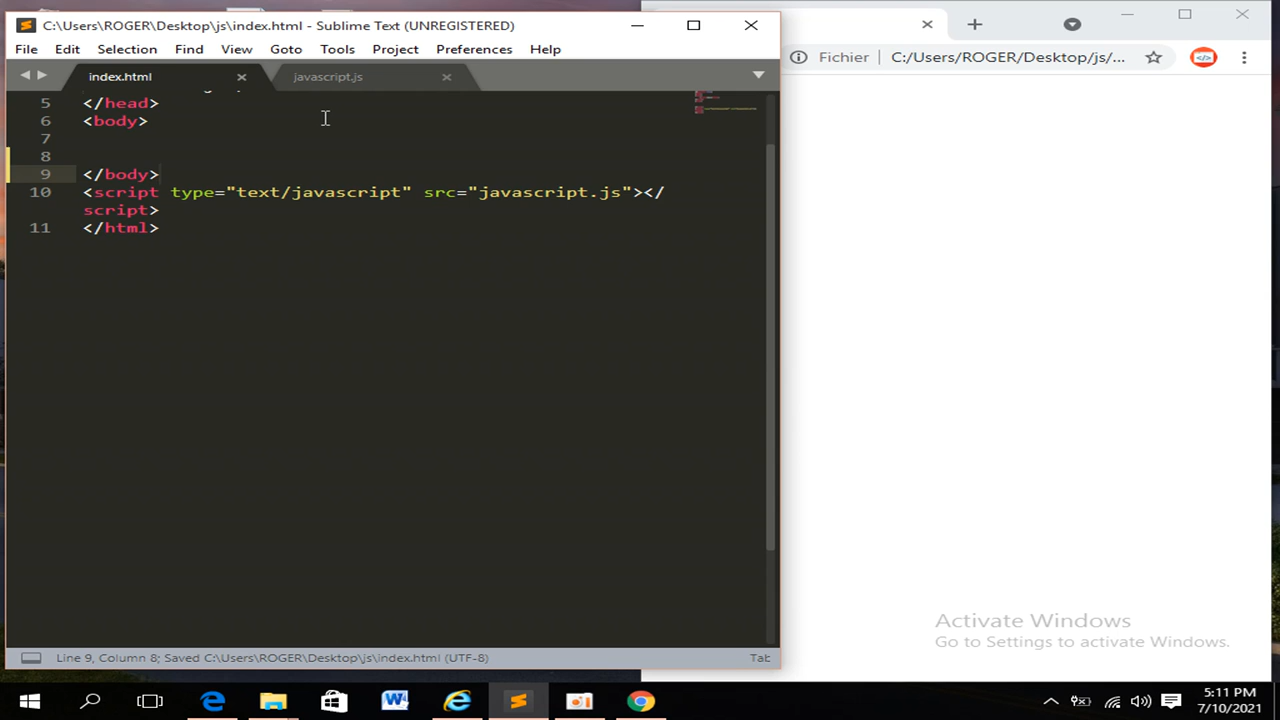 C:\Users\ROGER\Desktop\js\index.html - Sublime Text (UNREGISTERED)
File Edit Selection Find View Goto Tools Project Preferences Help
index.html javascript.js
5 </head>
6 <body>
7
8
9 </body>
10 <script type="text/javascript" src="javascript.js"></
script>
11 </html>
Line 9, Column 8; Saved C:\Users\ROGER\Desktop\js\index.html (UTF-8) Tab
Fichier C:/Users/ROGER/Desktop/js/...
Activate Windows
Go to Settings to activate Windows.
5:11 PM
7/10/2021